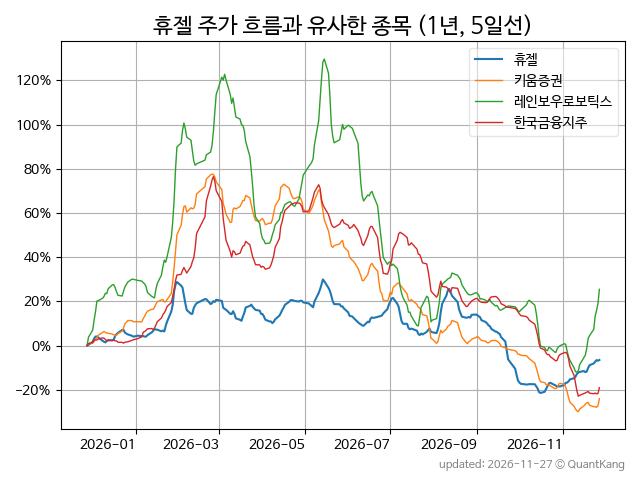 휴젤 주가 흐름과 유사한 종목 (1년, 5일선)
휴젤
키움증권
레인보우로보틱스
한국금융지주
120%
100%
80%
60%
40%
20%
0%
−20%
2026-01
2026-03
2026-05
2026-07
2026-09
2026-11
updated: 2026-11-27 © QuantKang